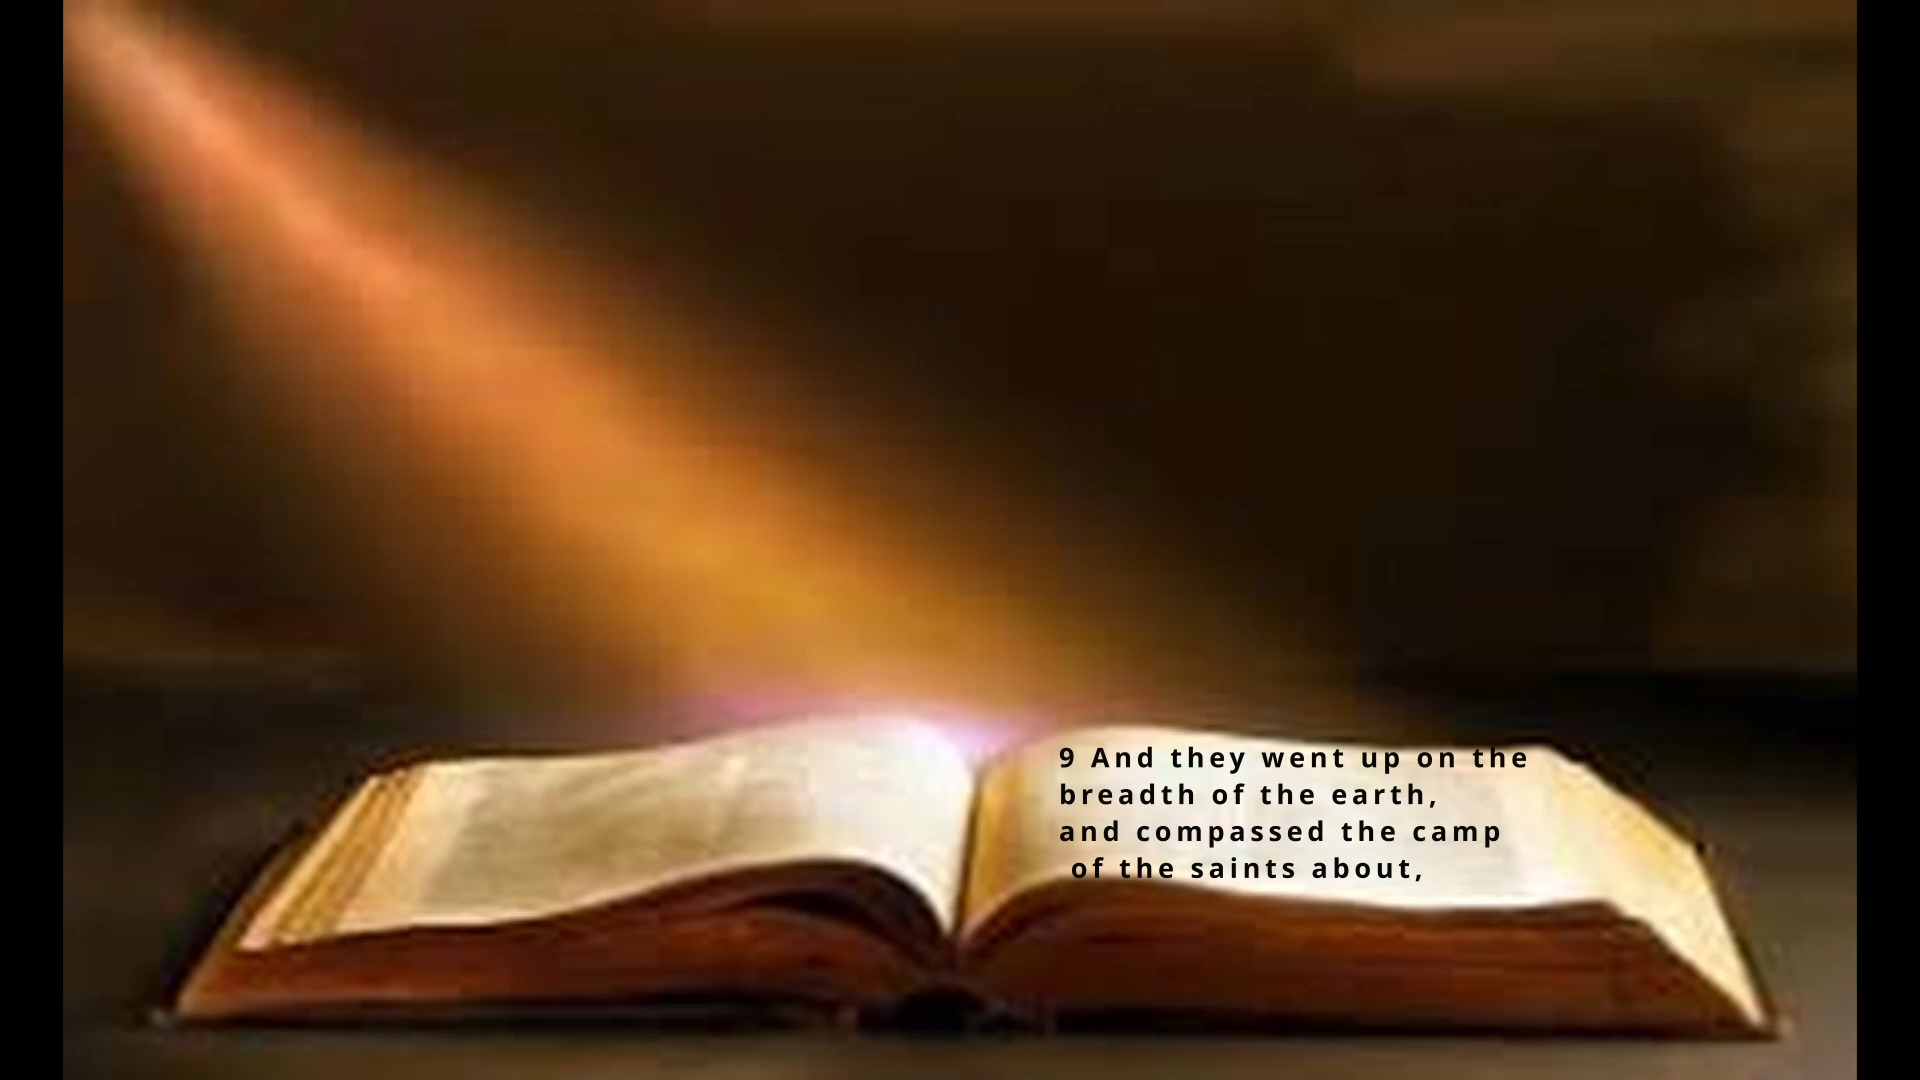 9 And they went up on the
breadth of the earth,
and compassed the camp
of the saints about,